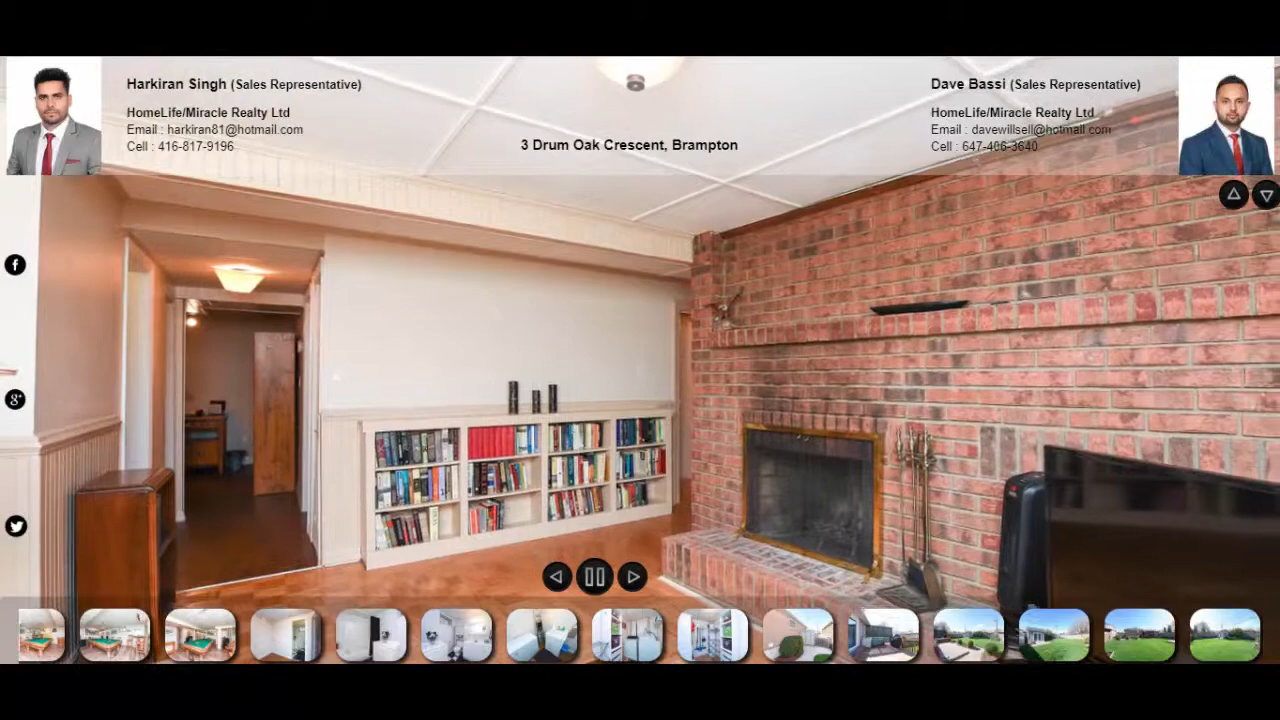 Harkiran Singh (Sales Representative)
HomeLife/Miracle Realty Ltd
Email : harkiran81@hotmail.com
Cell : 416-817-9196
3 Drum Oak Crescent, Brampton
Dave Bassi (Sales Representative)
HomeLife/Miracle Realty Ltd
Email : davewillsell@hotmail.com
Cell : 647-406-3640